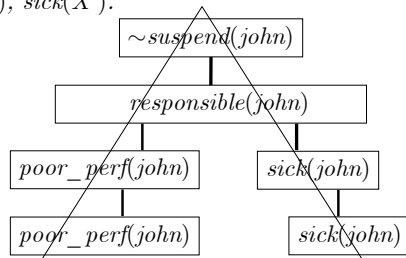 ), sick(X ).
∼suspend(john)
responsible(john)
poor_perf(john) sick(john)
poor_perf(john) sick(john)